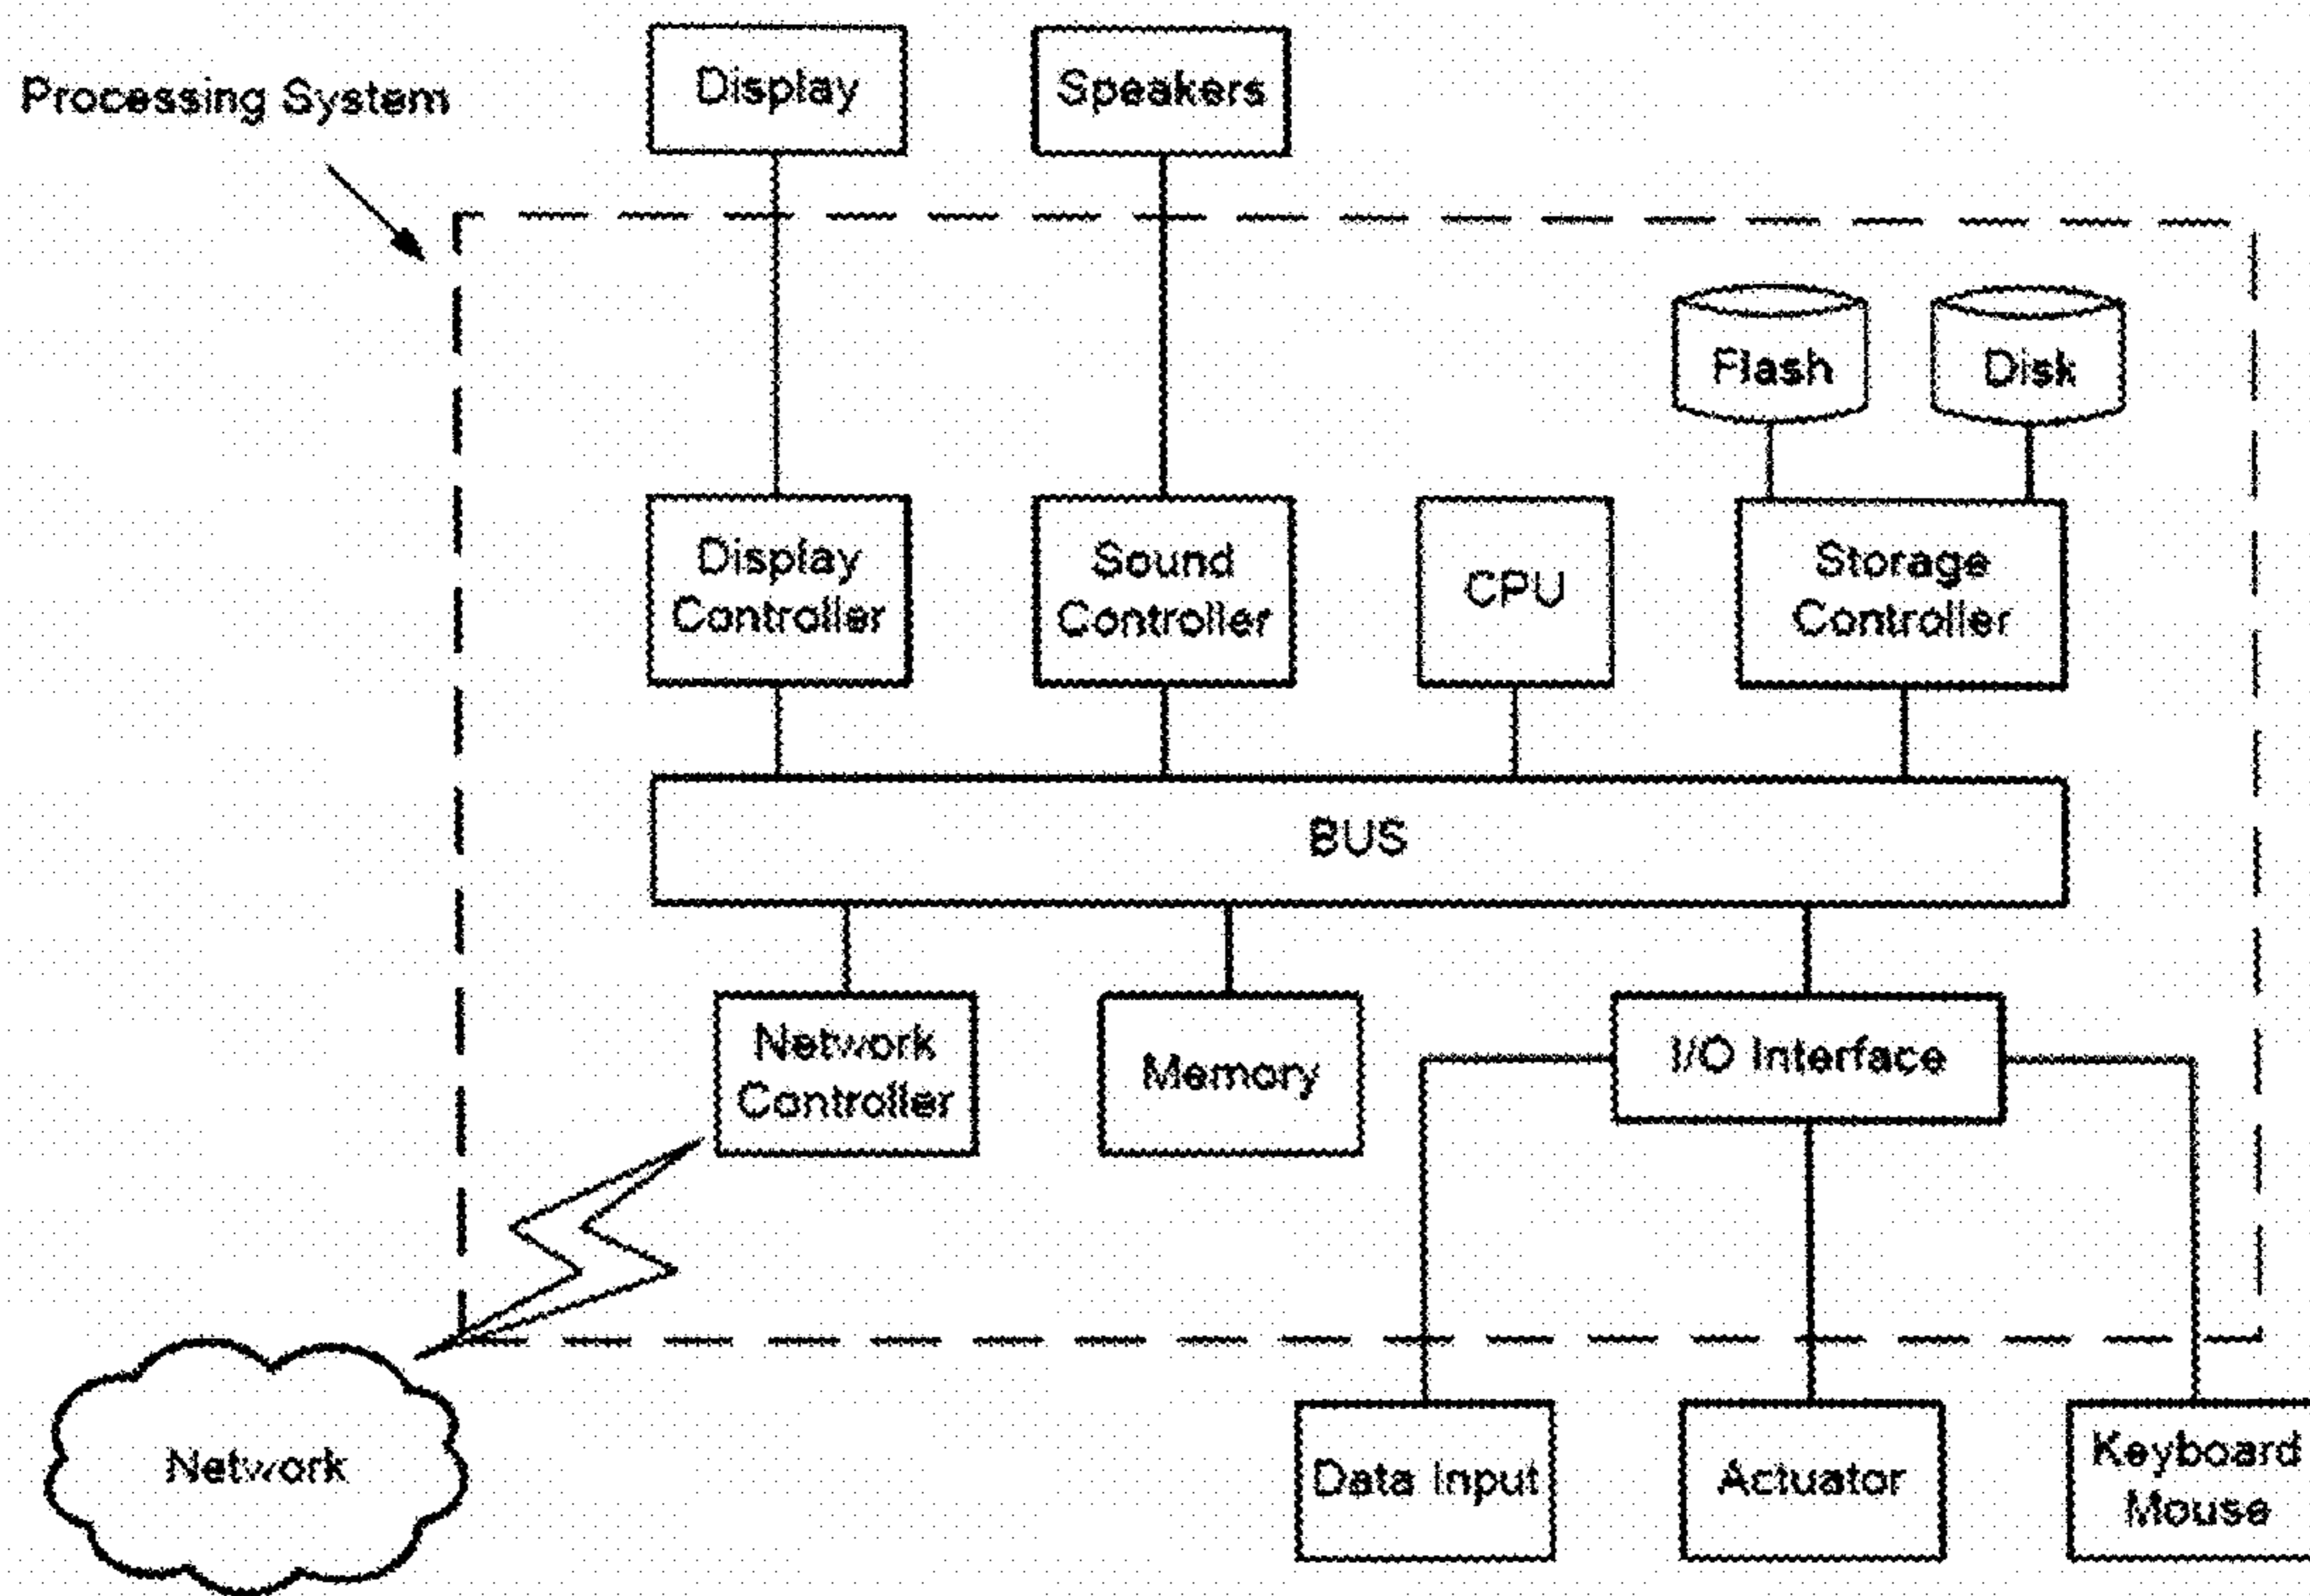 Processing System
Display
Speakers
Flash
Disk
Display
Controller
Sound
Controller
CPU
Storage
Controller
BUS
Network
Controller
Memory
I/O Interface
Network
Data Input
Actuator
Keyboard
Mouse